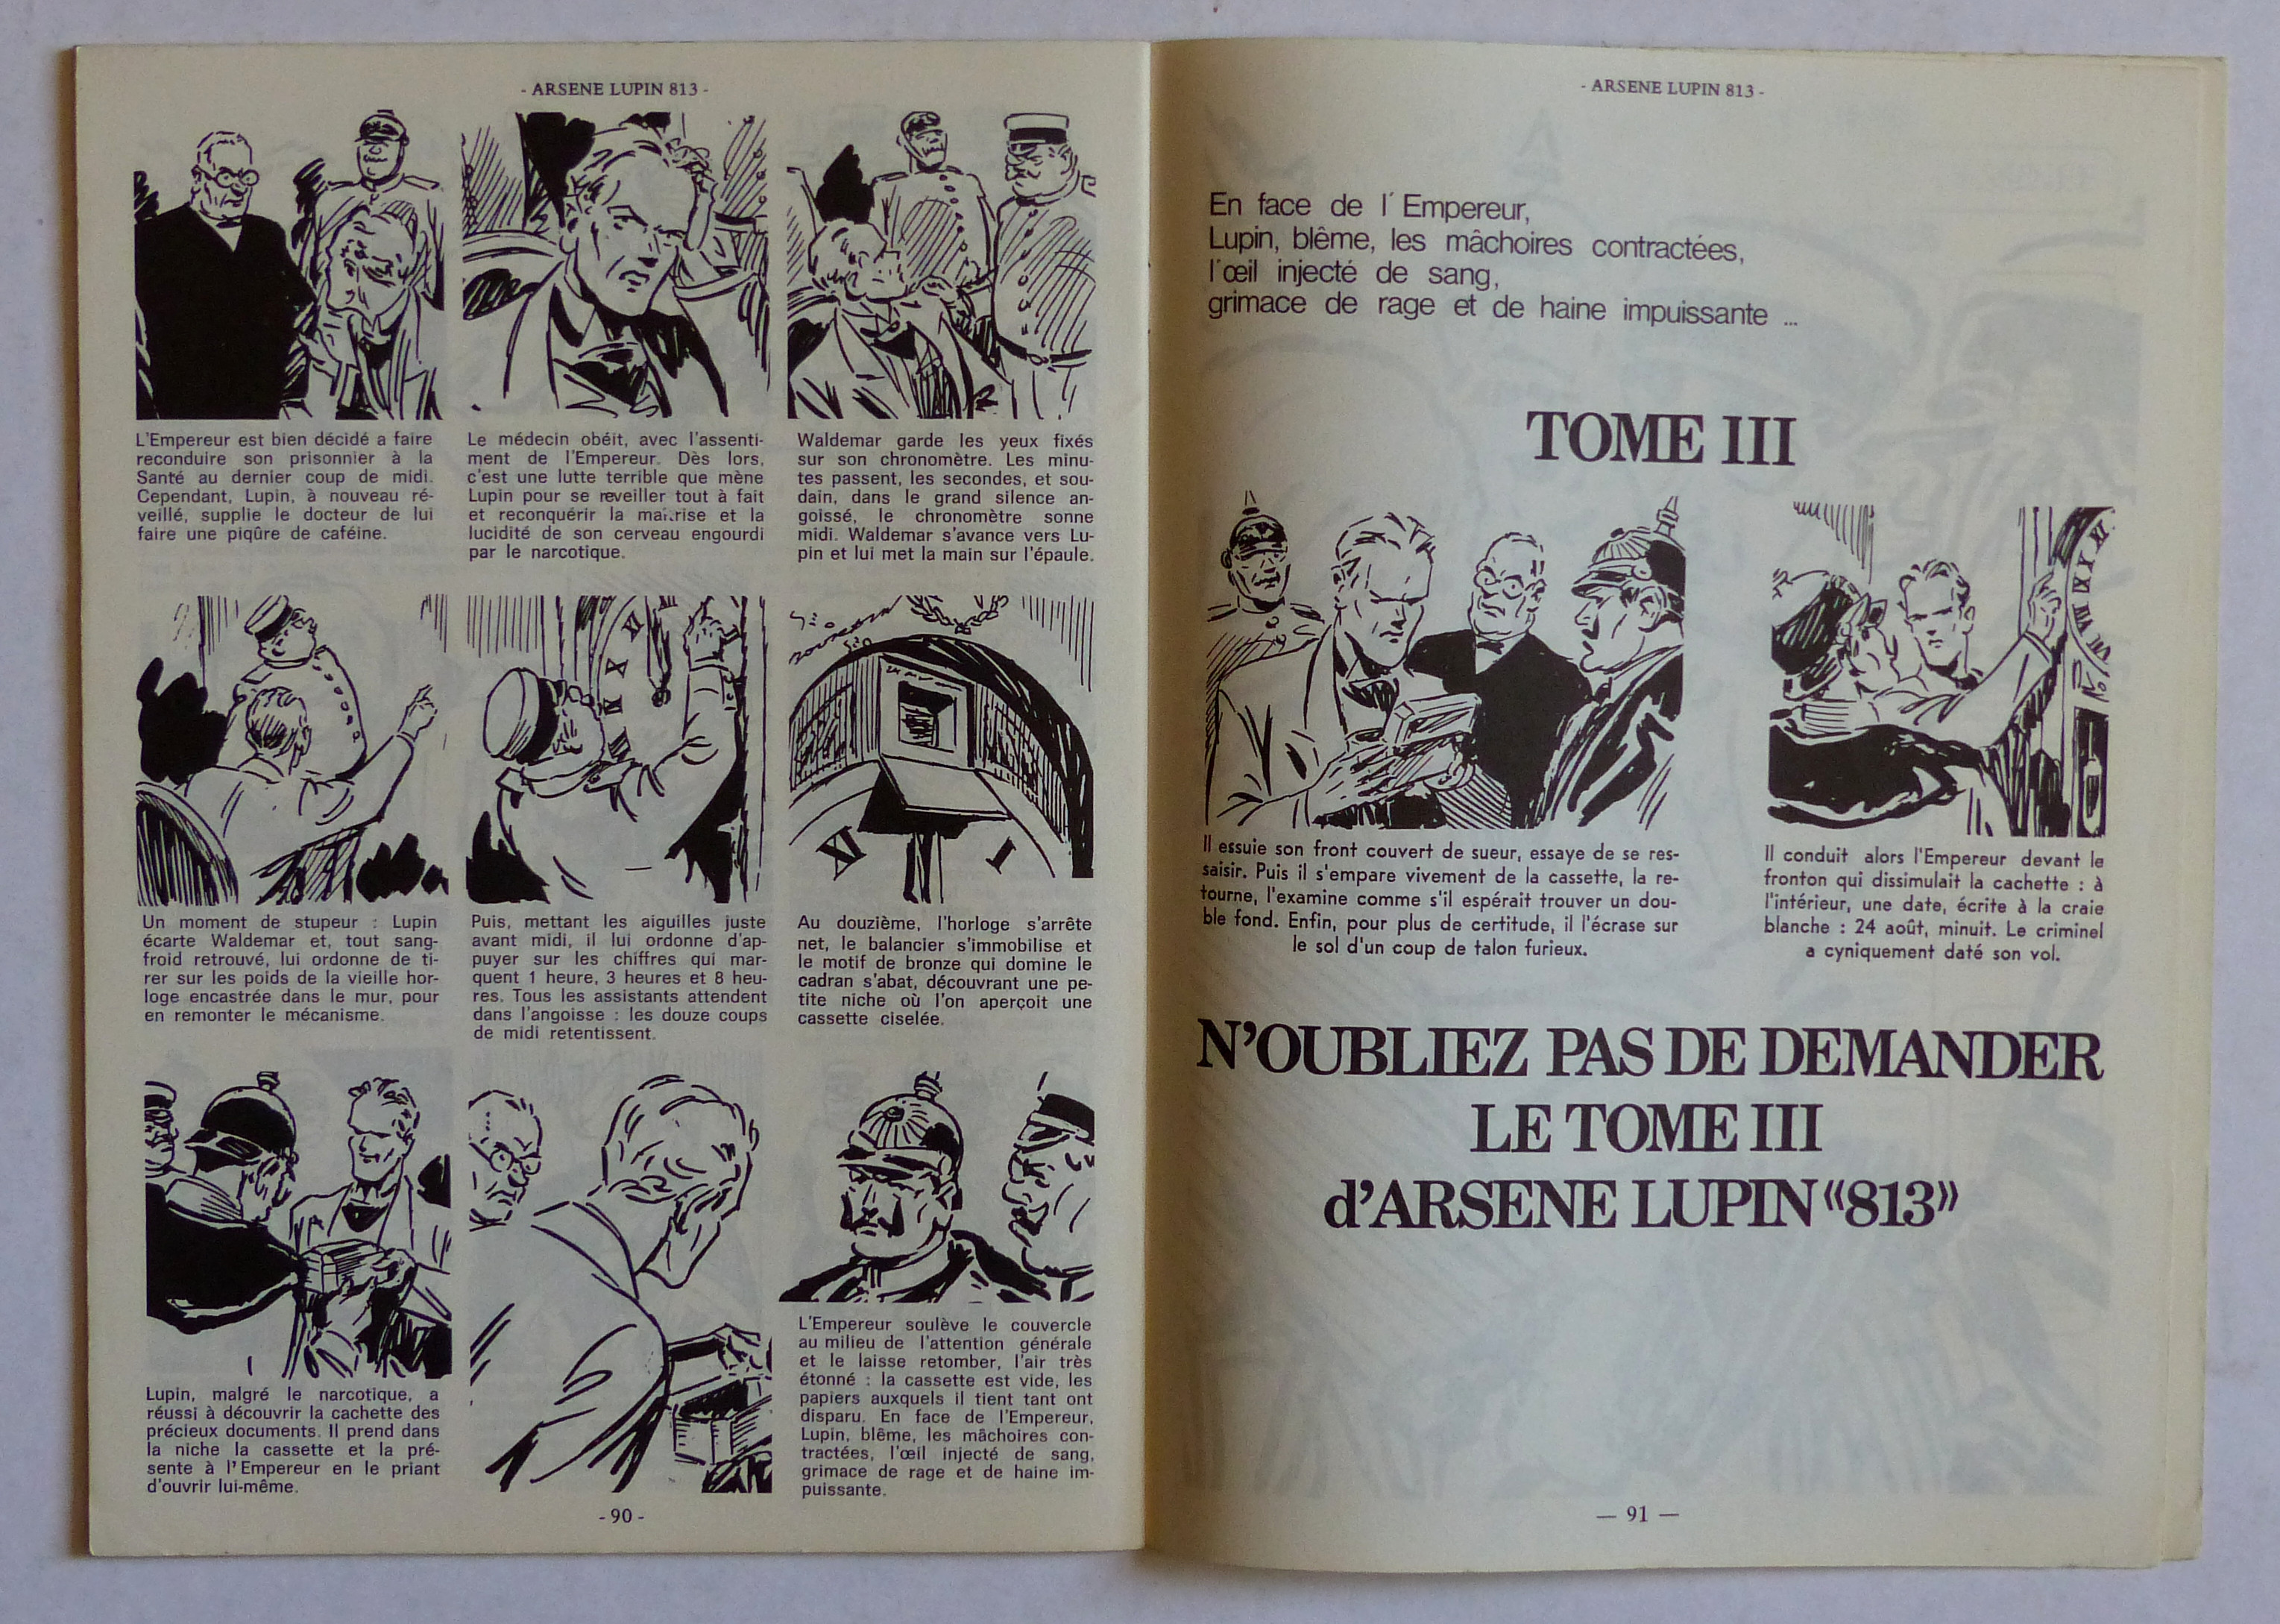 - ARSENE LUPIN 813 -
L'Empereur est bien décidé a faire
reconduire son prisonnier à la
Santé au dernier coup de midi.
Cependant, Lupin, à nouveau ré-
veillé, supplie le docteur de lui
faire une piqûre de caféine.
Le médecin obéit, avec l'assenti-
ment de l'Empereur. Dès lors,
c'est une lutte terrible que mène
Lupin pour se reveiller tout à fait
et reconquérir la maîtrise et la
lucidité de son cerveau engourdi
par le narcotique.
Waldemar garde les yeux fixés
sur son chronomètre. Les minu-
tes passent, les secondes, et sou-
dain, dans le grand silence an-
goissé, le chronomètre sonne
midi. Waldemar s'avance vers Lu-
pin et lui met la main sur l'épaule.
Un moment de stupeur : Lupin
écarte Waldemar et, tout sang-
froid retrouvé, lui ordonne de ti-
rer sur les poids de la vieille hor-
loge encastrée dans le mur, pour
en remonter le mécanisme.
XI
X
IX
Puis, mettant les aiguilles juste
avant midi, il lui ordonne d'ap-
puyer sur les chiffres qui mar-
quent 1 heure, 3 heures et 8 heu-
res. Tous les assistants attendent
dans l'angoisse : les douze coups
de midi retentissent.
XI
I
Au douzième, l'horloge s'arrête
net, le balancier s'immobilise et
le motif de bronze qui domine le
cadran s'abat, découvrant une pe-
tite niche où l'on aperçoit une
cassette ciselée.
Lupin, malgré le narcotique, a
réussi à découvrir la cachette des
précieux documents. Il prend dans
la niche la cassette et la pré-
sente à l'Empereur en le priant
d'ouvrir lui-même.
L'Empereur soulève le couvercle
au milieu de l'attention générale
et le laisse retomber, l'air très
étonné : la cassette est vide, les
papiers auxquels il tient tant ont
disparu. En face de l'Empereur,
Lupin, blême, les mâchoires con-
tractées, l'œil injecté de sang,
grimace de rage et de haine im-
puissante.
- 90 -
- ARSENE LUPIN 813 -
En face de l'Empereur,
Lupin, blême, les mâchoires contractées,
l'œil injecté de sang,
grimace de rage et de haine impuissante ...
TOME III
Il essuie son front couvert de sueur, essaye de se res-
saisir. Puis il s'empare vivement de la cassette, la re-
tourne, l'examine comme s'il espérait trouver un dou-
ble fond. Enfin, pour plus de certitude, il l'écrase sur
le sol d'un coup de talon furieux.
Il conduit alors l'Empereur devant le
fronton qui dissimulait la cachette : à
l'intérieur, une date, écrite à la craie
blanche : 24 août, minuit. Le criminel
a cyniquement daté son vol.
N'OUBLIEZ PAS DE DEMANDER
LE TOME III
d'ARSENE LUPIN «813»
— 91 —